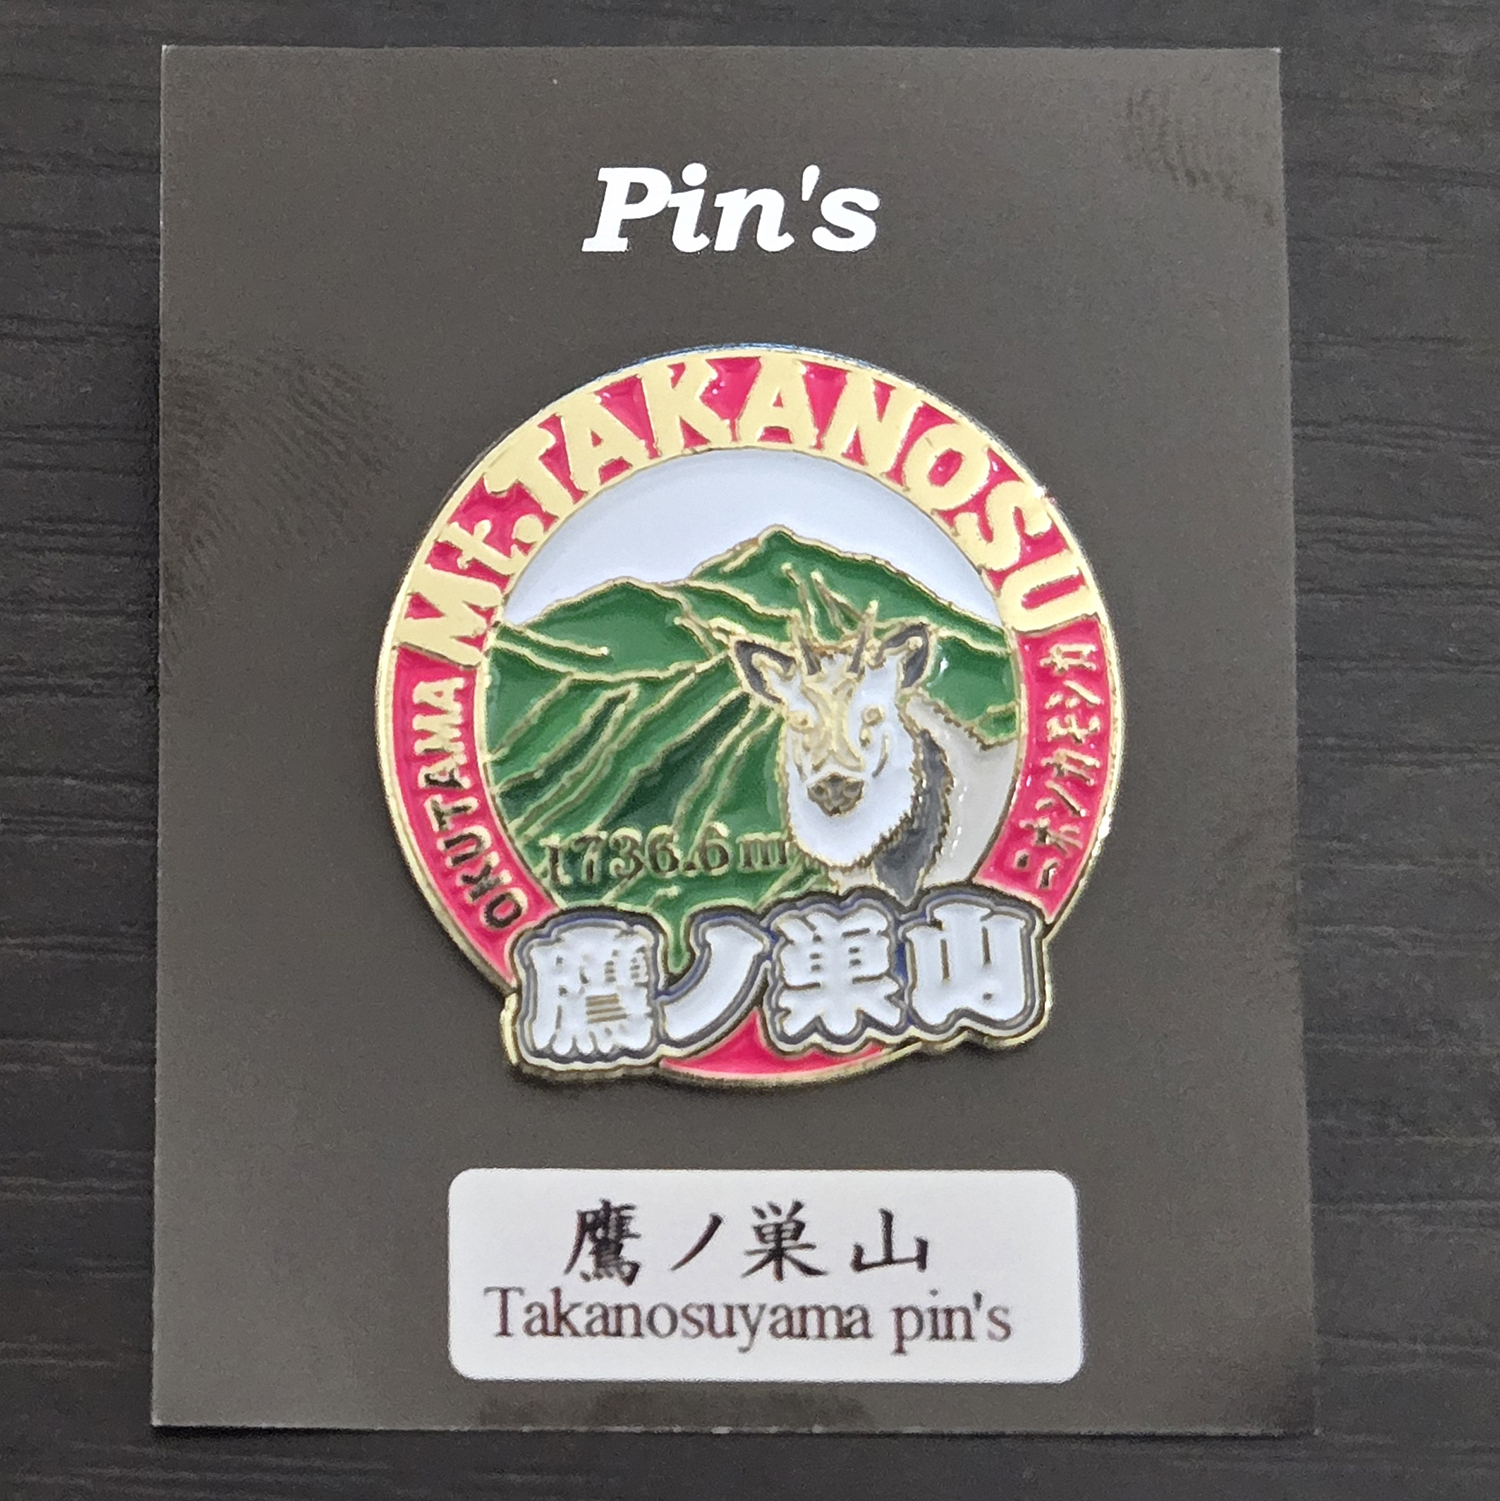 Pin's
Mt.TAKANOSU
OKUTAMA
ニホンカモシカ
1736.6m
鷹ノ巣山
鷹ノ巣山
Takanosuyama pin's